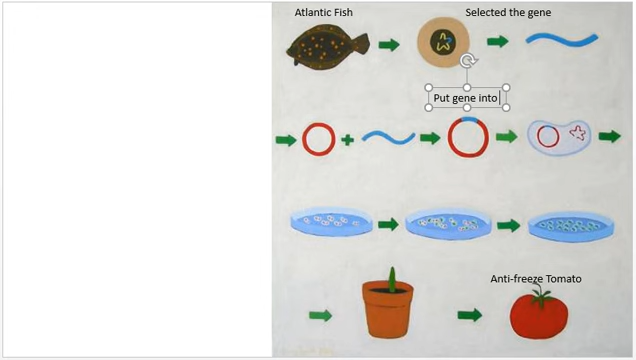 Atlantic Fish
Selected the gene
Put gene into
Anti-freeze Tomato